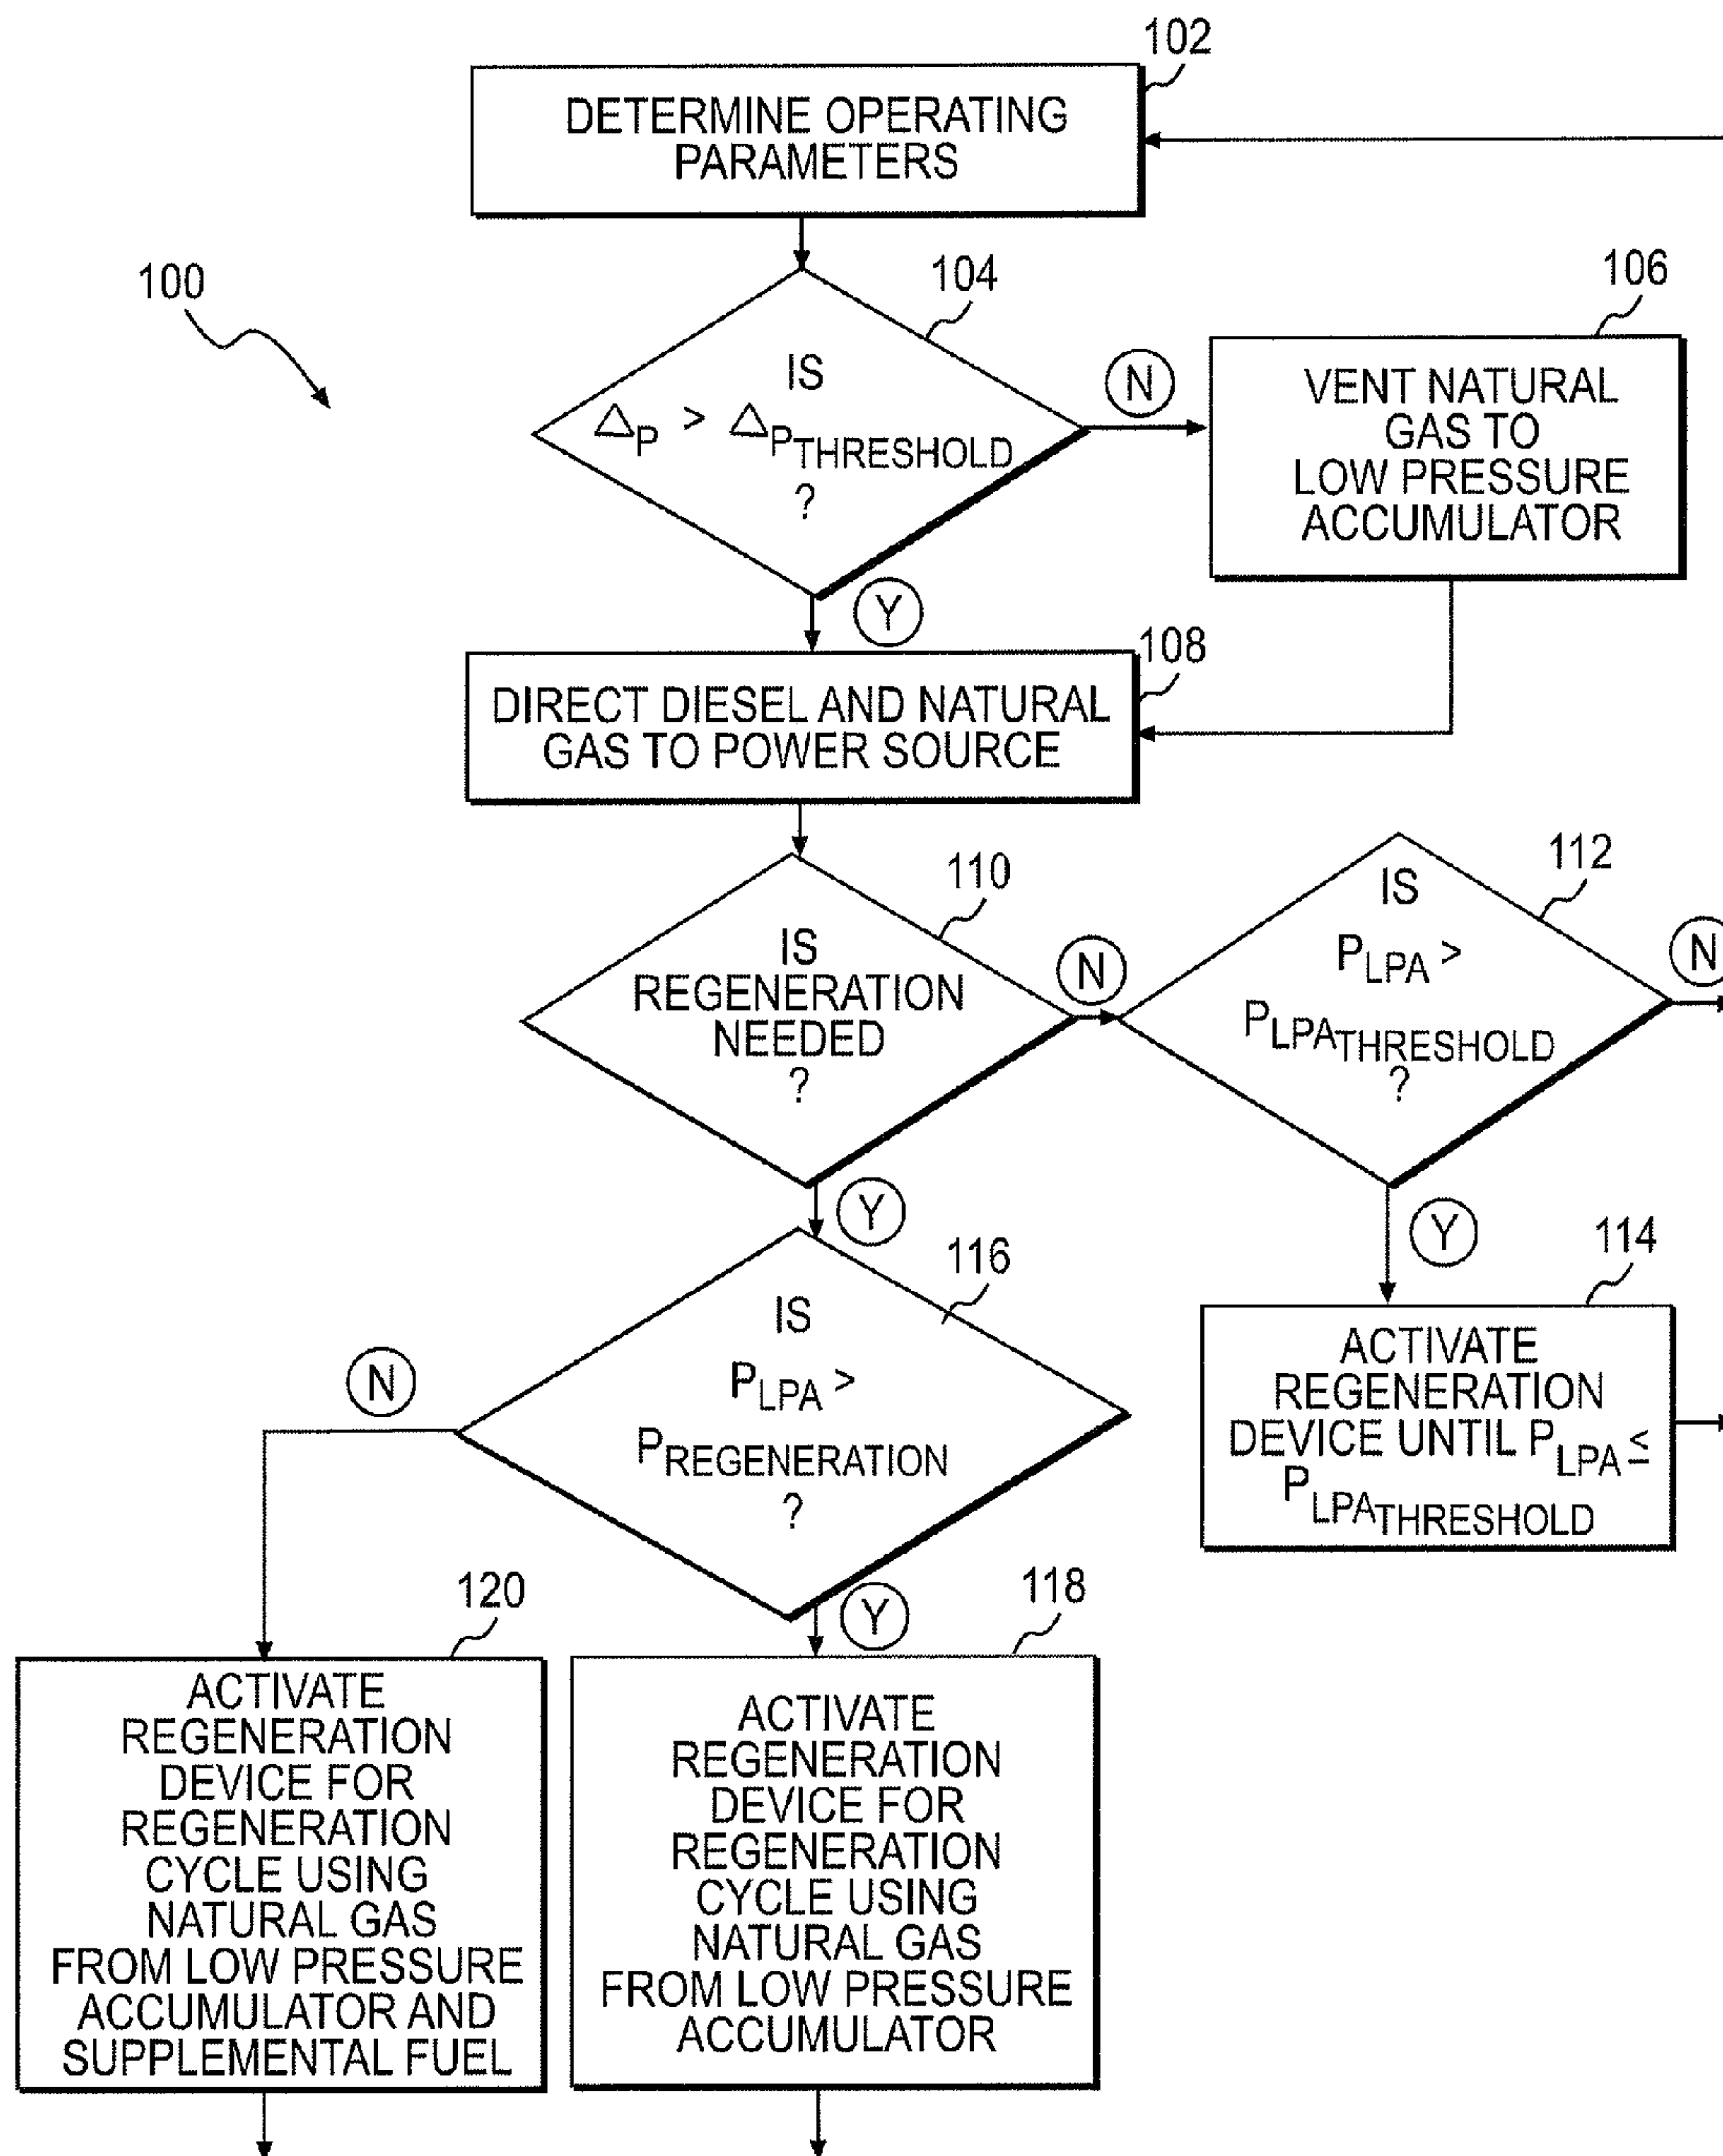 102
DETERMINE OPERATING
PARAMETERS
100
104
IS
△P > △PTHRESHOLD
?
N
106
VENT NATURAL
GAS TO
LOW PRESSURE
ACCUMULATOR
Y
108
DIRECT DIESEL AND NATURAL
GAS TO POWER SOURCE
110
IS
REGENERATION
NEEDED
?
N
112
IS
PLPA >
PLPATHRESHOLD
?
N
Y
Y
114
ACTIVATE
REGENERATION
DEVICE UNTIL PLPA ≤
PLPATHRESHOLD
116
IS
PLPA >
PREGENERATION
?
N
Y
120
ACTIVATE
REGENERATION
DEVICE FOR
REGENERATION
CYCLE USING
NATURAL GAS
FROM LOW PRESSURE
ACCUMULATOR AND
SUPPLEMENTAL FUEL
118
ACTIVATE
REGENERATION
DEVICE FOR
REGENERATION
CYCLE USING
NATURAL GAS
FROM LOW PRESSURE
ACCUMULATOR